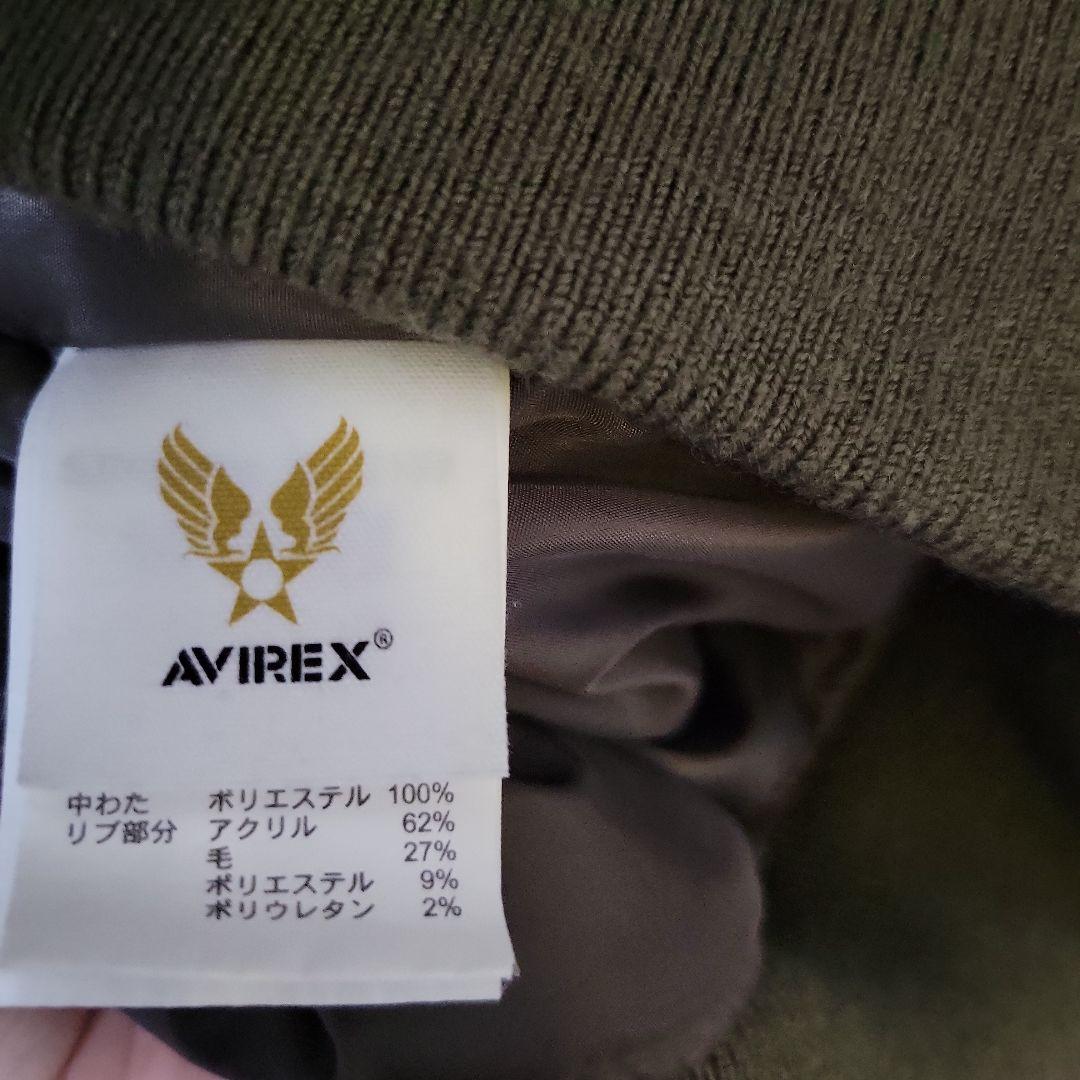 AVIREX®
中わた ポリエステル 100%
リブ部分 アクリル 62%
毛 27%
ポリエステル 9%
ポリウレタン 2%